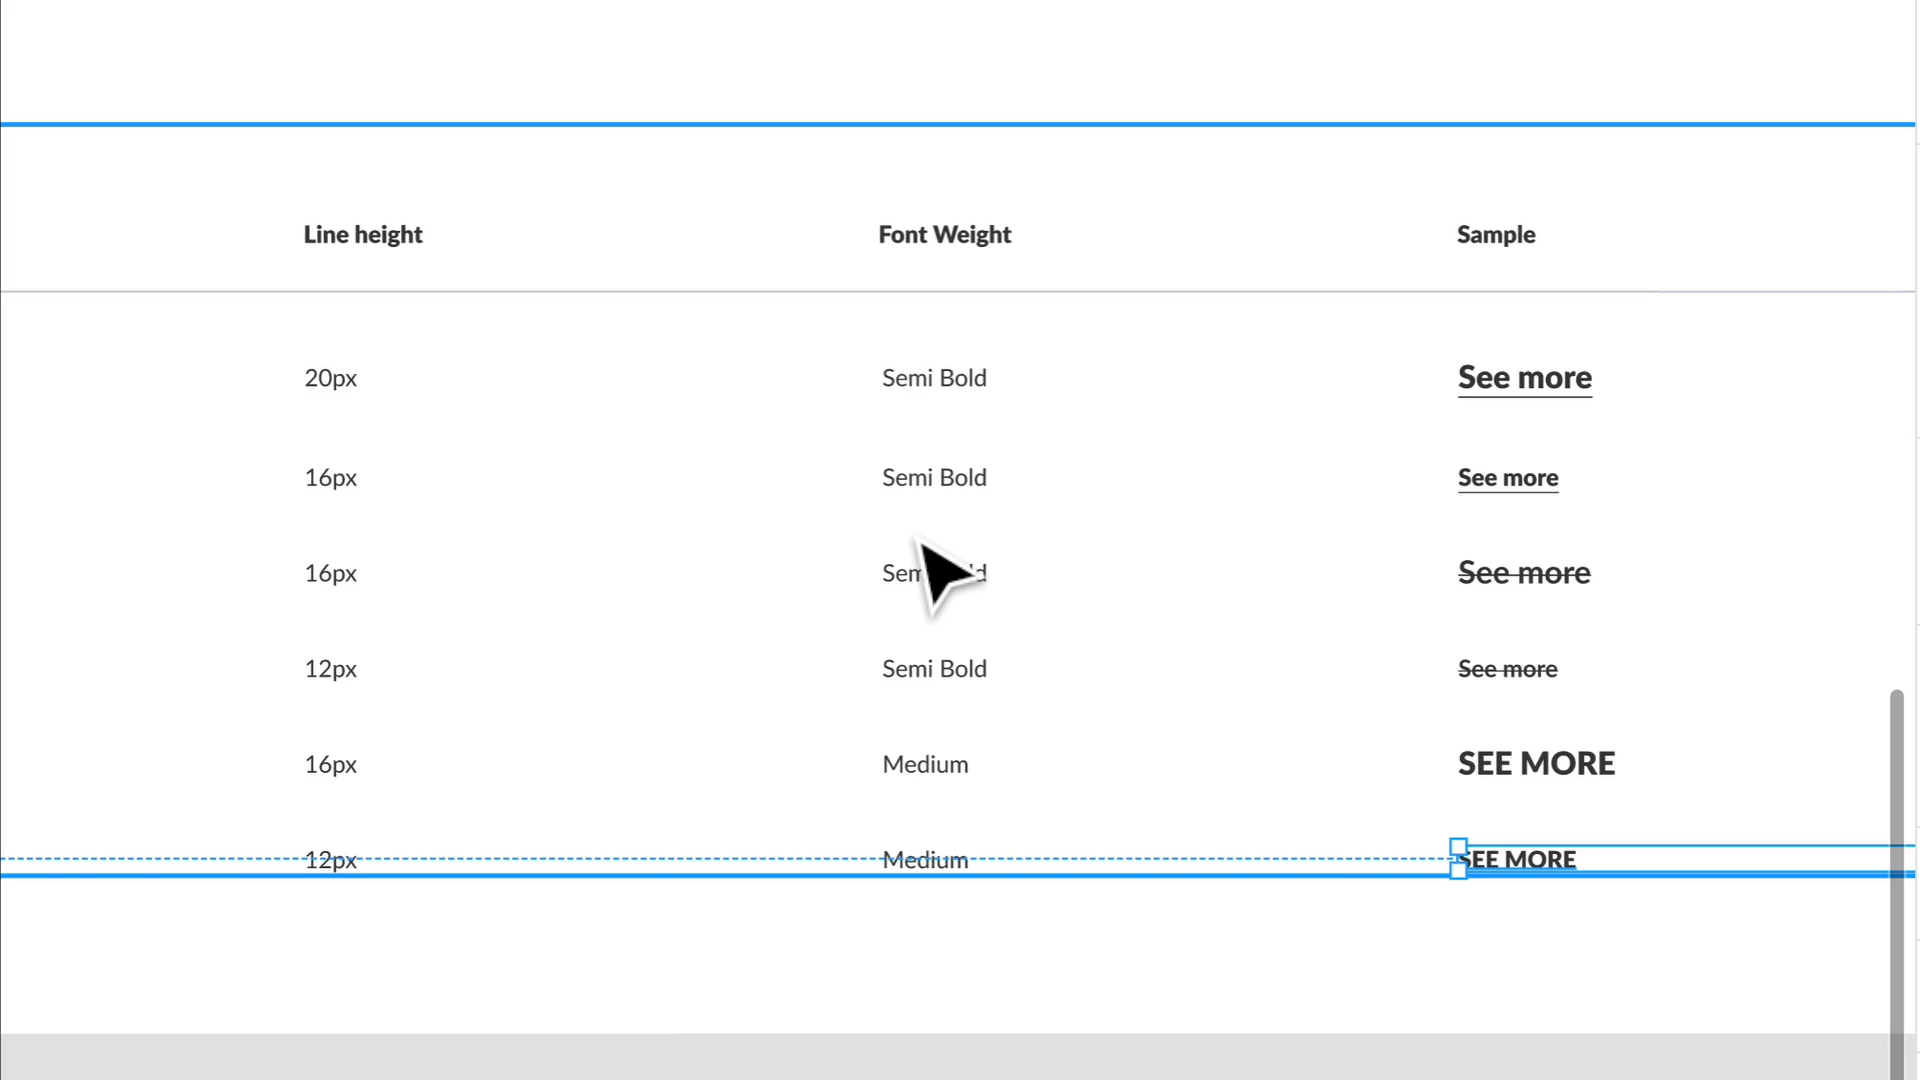 Line height Font Weight Sample
20px Semi Bold See more
16px Semi Bold See more
16px See more
12px Semi Bold See more
16px Medium SEE MORE
12px Medium SEE MORE